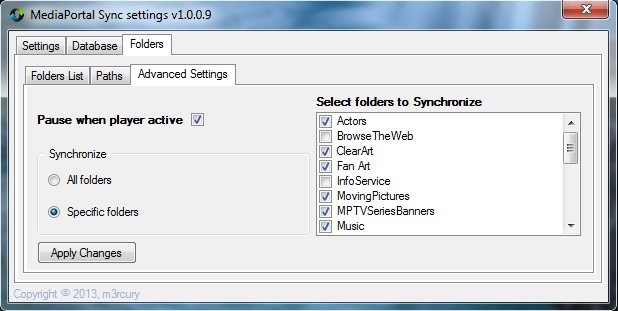 MediaPortal Sync settings v1.0.0.9
Settings Database Folders
Folders List Paths Advanced Settings
Pause when player active
Synchronize
All folders
Specific folders
Apply Changes
Select folders to Synchronize
Actors
BrowseTheWeb
ClearArt
Fan Art
InfoService
MovingPictures
MPTVSeriesBanners
Music
Copyright © 2013, m3rcury